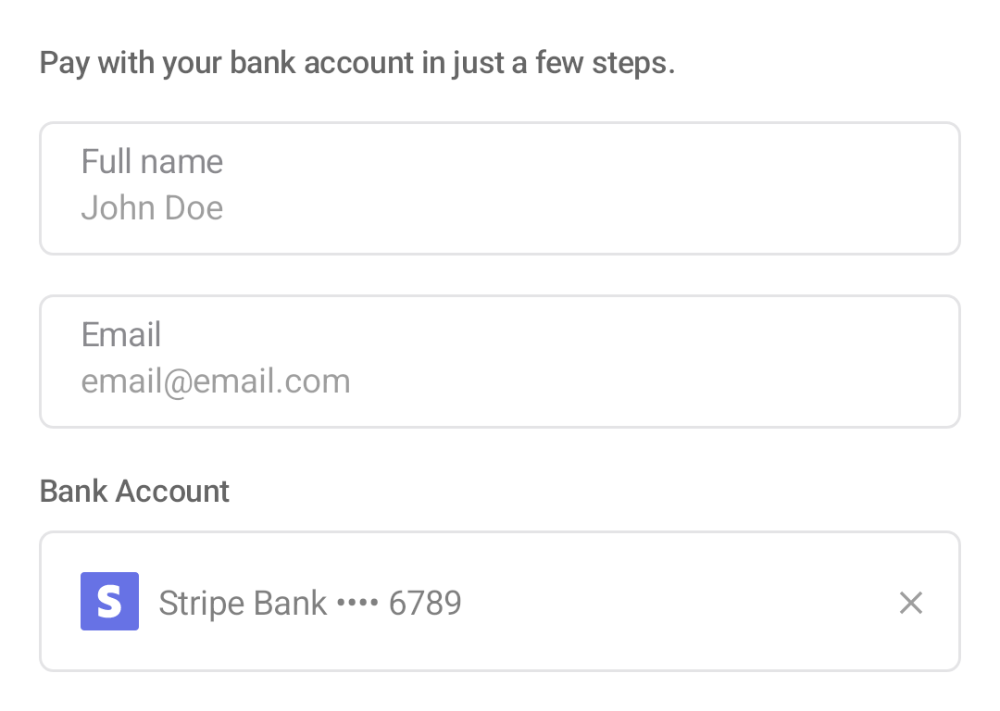 Pay with your bank account in just a few steps.
Full name
John Doe
Email
email@email.com
Bank Account
S Stripe Bank •••• 6789